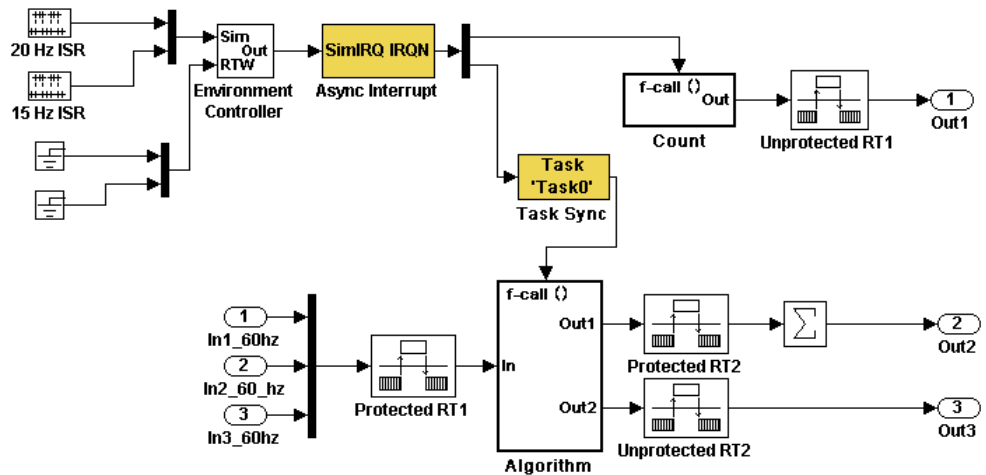 20 Hz ISR
15 Hz ISR
Sim
Out
RTW
Environment
Controller
SimIRQ IRQN
Async Interrupt
f-call ()
Out
Count
Unprotected RT1
1
Out1
Task
'Task0'
Task Sync
1
In1_60hz
2
In2_60_hz
3
In3_60hz
Protected RT1
f-call ()
In
Out1
Out2
Algorithm
Protected RT2
Σ
2
Out2
Unprotected RT2
3
Out3